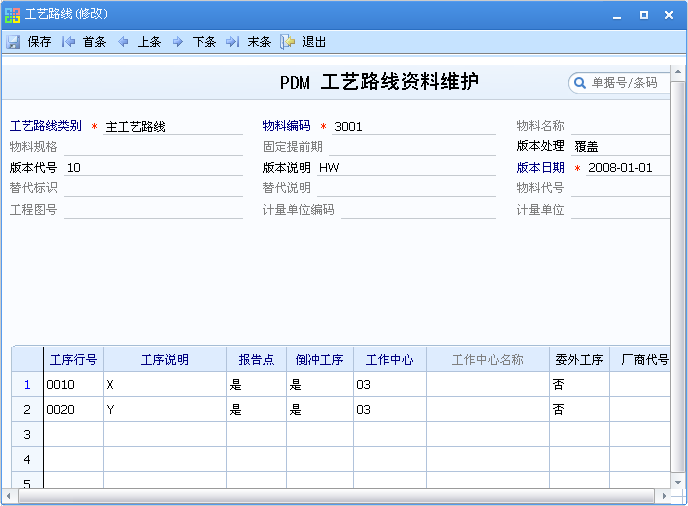 工艺路线(修改)
保存 首条 上条 下条 末条 退出
PDM 工艺路线资料维护 单据号/条码
工艺路线类别 * 主工艺路线 物料编码 * 3001 物料名称
物料规格 固定提前期 版本处理 覆盖
版本代号 10 版本说明 HW 版本日期 * 2008-01-01
替代标识 替代说明 物料代号
工程图号 计量单位编码 计量单位
工序行号 工序说明 报告点 倒冲工序 工作中心 工作中心名称 委外工序 厂商代号
1 0010 X 是 是 03 否
2 0020 Y 是 是 03 否
3
4
5